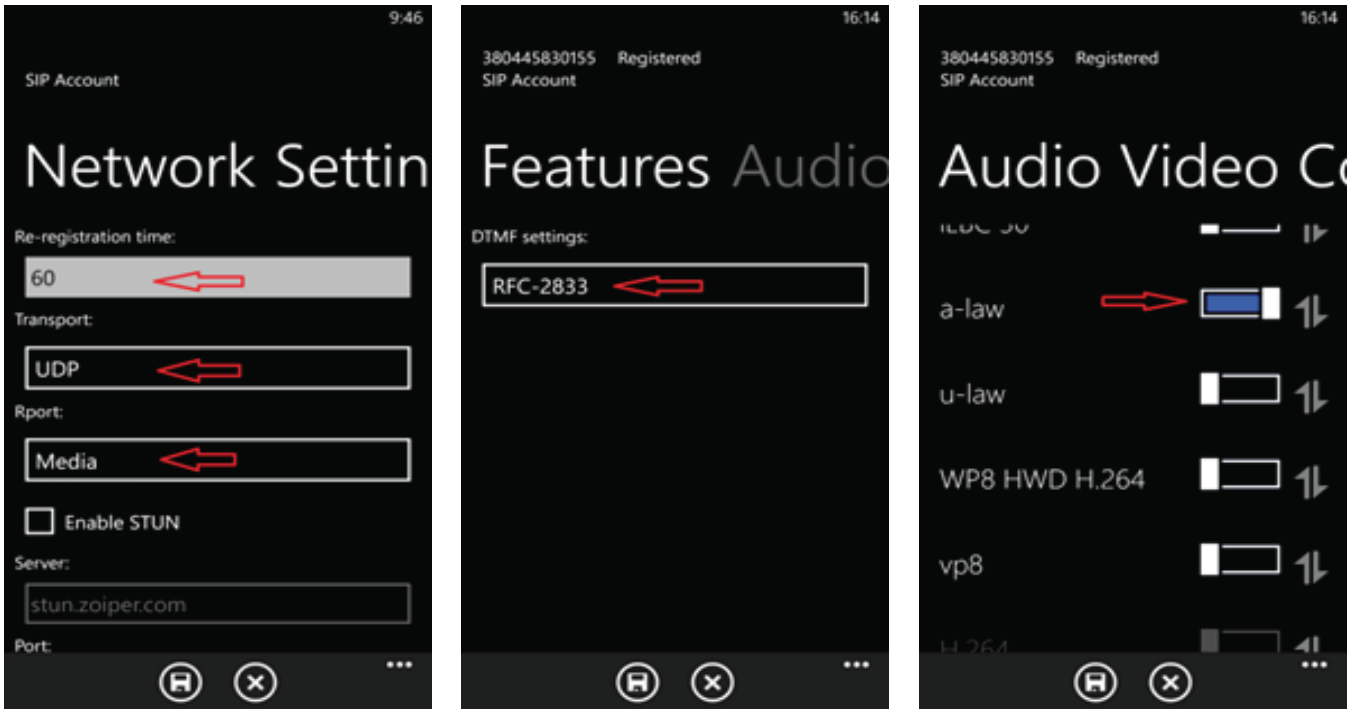 9:46
SIP Account
Network Settin
Re-registration time:
60
Transport:
UDP
Rport:
Media
Enable STUN
Server:
stun.zoiper.com
Port:
16:14
380445830155 Registered
SIP Account
Features Audio
DTMF settings:
RFC-2833
16:14
380445830155 Registered
SIP Account
Audio Video Co
a-law
u-law
WP8 HWD H.264
vp8
H.264